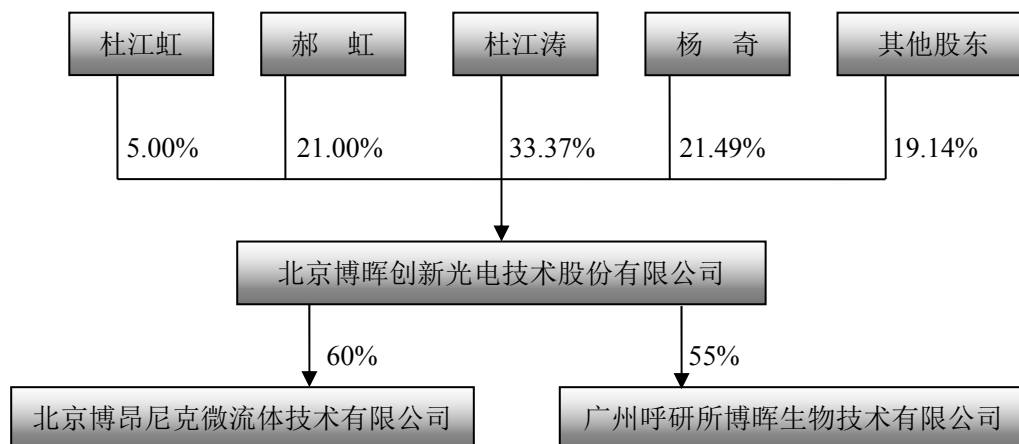 杜江虹 郝 虹 杜江涛 杨 奇 其他股东
5.00% 21.00% 33.37% 21.49% 19.14%
北京博晖创新光电技术股份有限公司
60% 55%
北京博昂尼克微流体技术有限公司 广州呼研所博晖生物技术有限公司